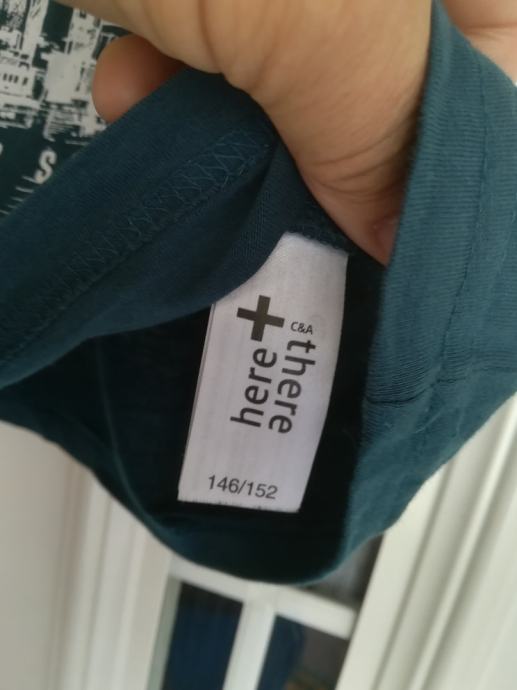 C&A
here
+
there
146/152
S